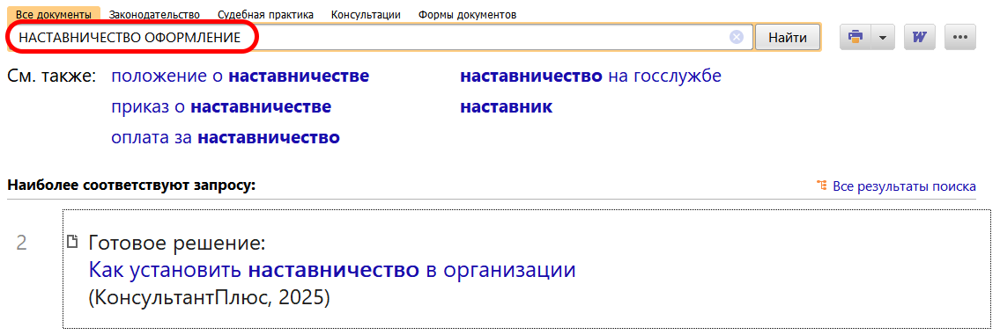 Все документы Законодательство Судебная практика Консультации Формы документов
НАСТАВНИЧЕСТВО ОФОРМЛЕНИЕ Найти W
См. также: положение о наставничестве наставничество на госслужбе
приказ о наставничестве наставник
оплата за наставничество
Наиболее соответствуют запросу: Все результаты поиска
2 Готовое решение:
Как установить наставничество в организации
(КонсультантПлюс, 2025)